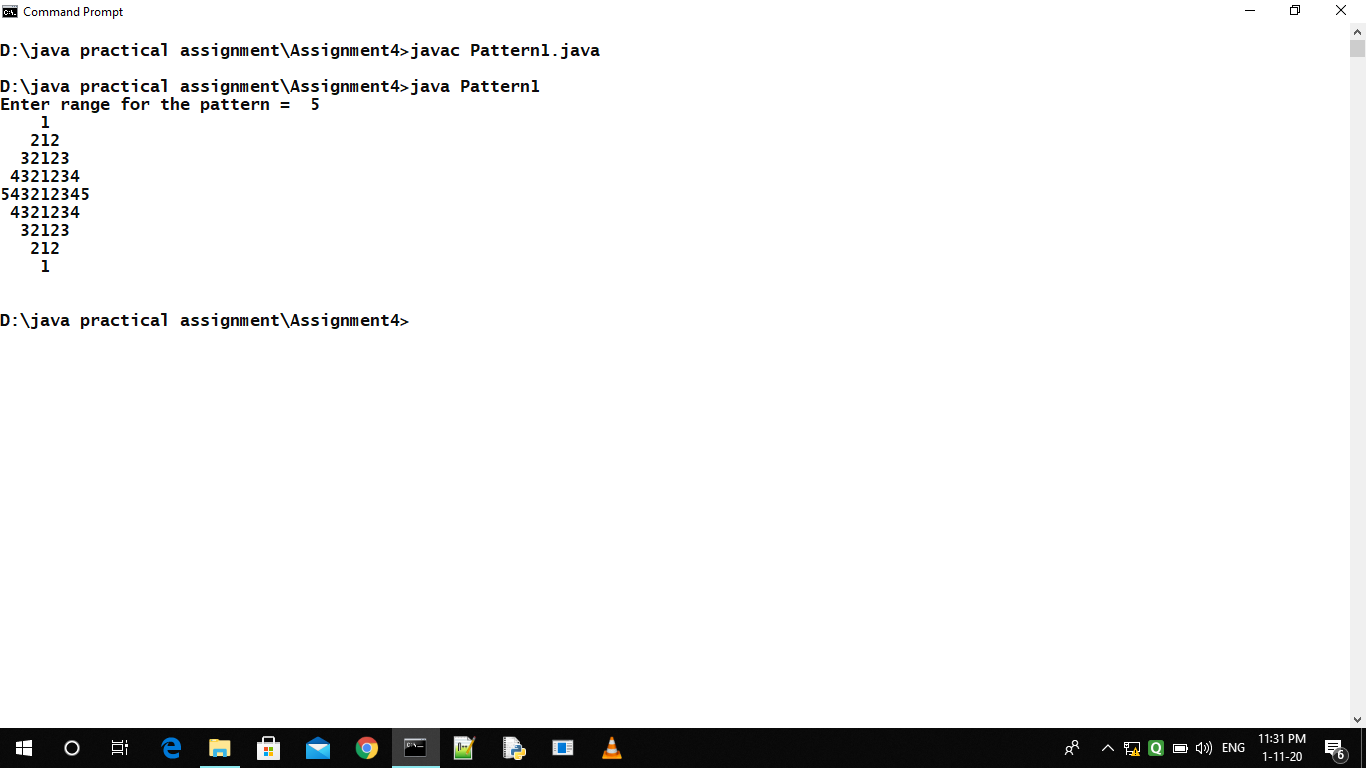 Command Prompt
D:\java practical assignment\Assignment4>javac Pattern1.java
D:\java practical assignment\Assignment4>java Pattern1
Enter range for the pattern =  5
    1
   212
  32123
 4321234
543212345
 4321234
  32123
   212
    1
D:\java practical assignment\Assignment4>
ENG
11:31 PM
1-11-20
6